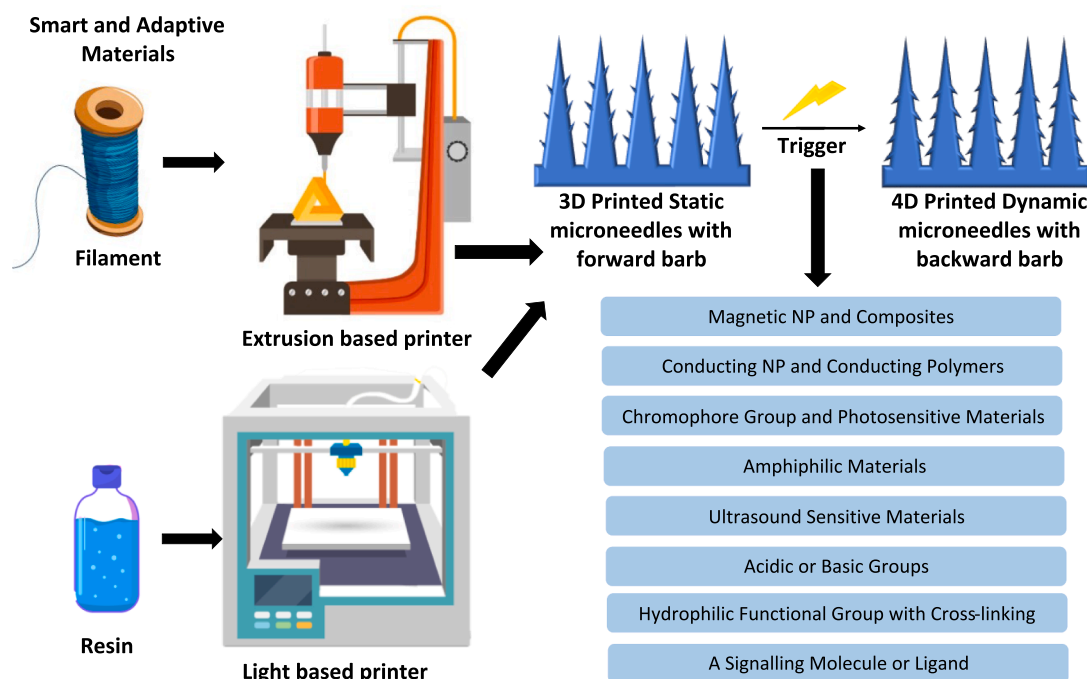 Smart and Adaptive
Materials
Filament
Extrusion based printer
Resin
Light based printer
3D Printed Static
microneedles with
forward barb
Trigger
4D Printed Dynamic
microneedles with
backward barb
Magnetic NP and Composites
Conducting NP and Conducting Polymers
Chromophore Group and Photosensitive Materials
Amphiphilic Materials
Ultrasound Sensitive Materials
Acidic or Basic Groups
Hydrophilic Functional Group with Cross-linking
A Signalling Molecule or Ligand